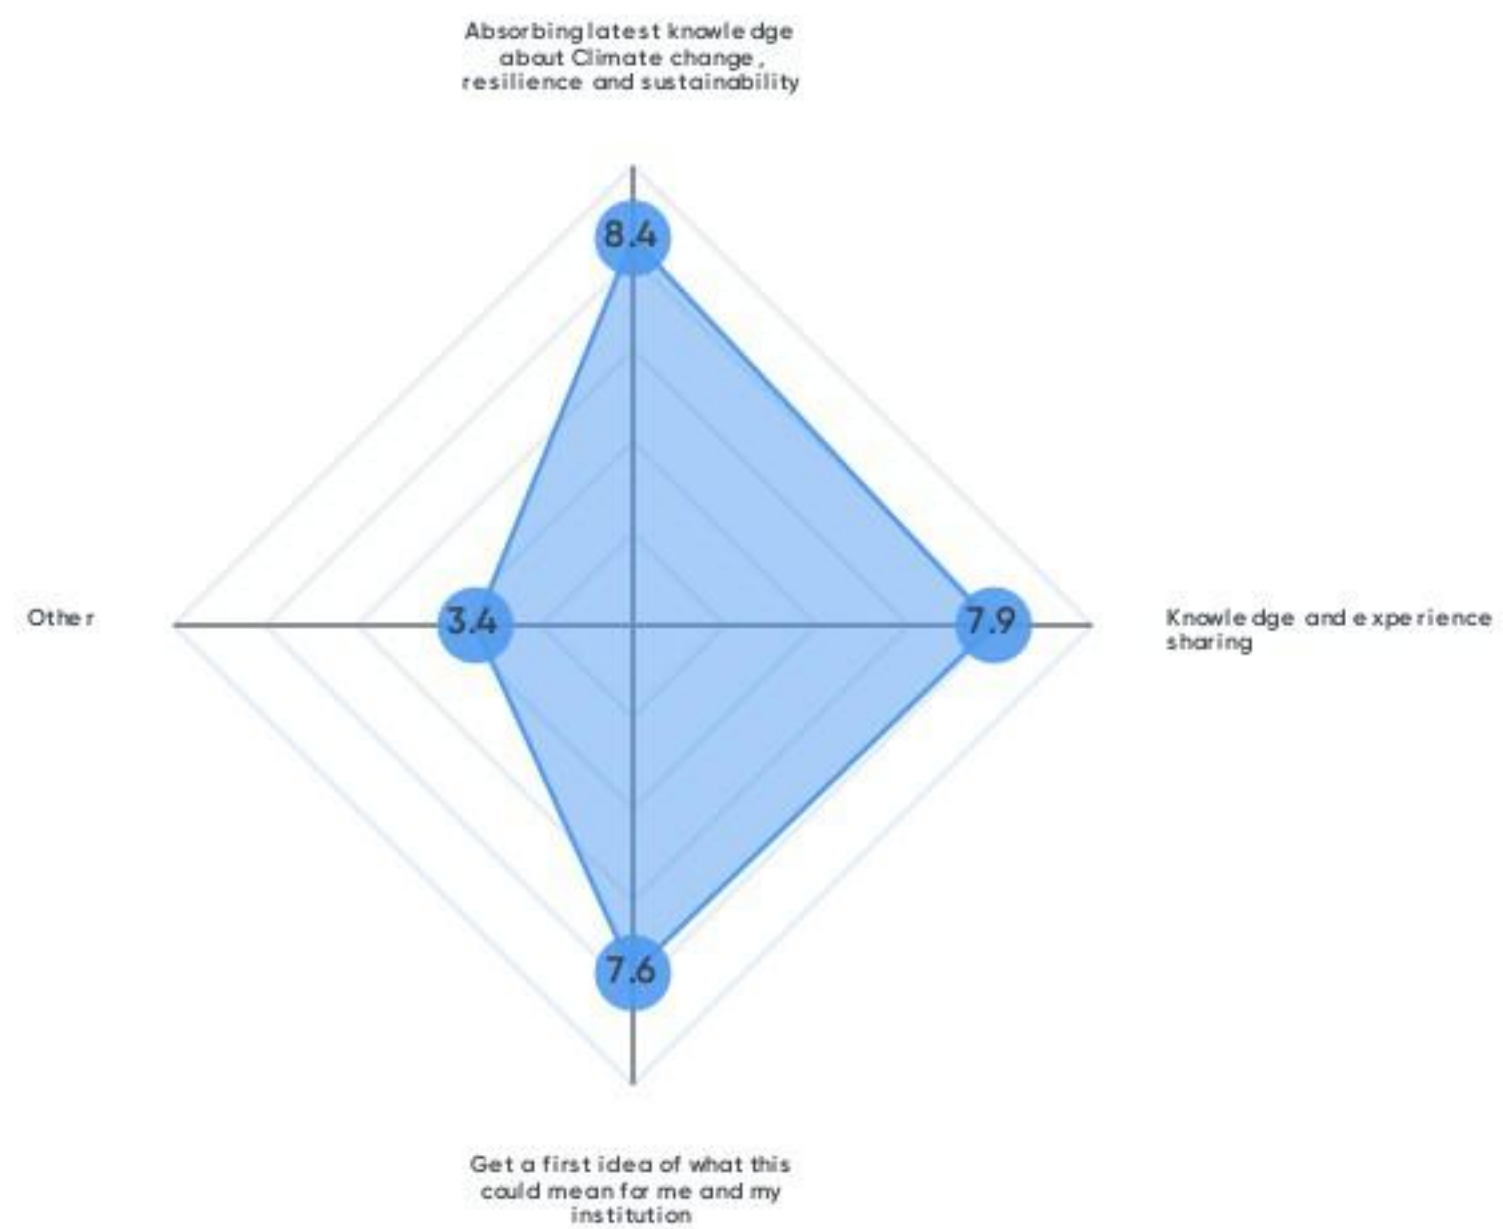 Absorbing latest knowledge
about Climate change,
resilience and sustainability
8.4
Other
3.4
7.9
Knowledge and experience
sharing
7.6
Get a first idea of what this
could mean for me and my
institution